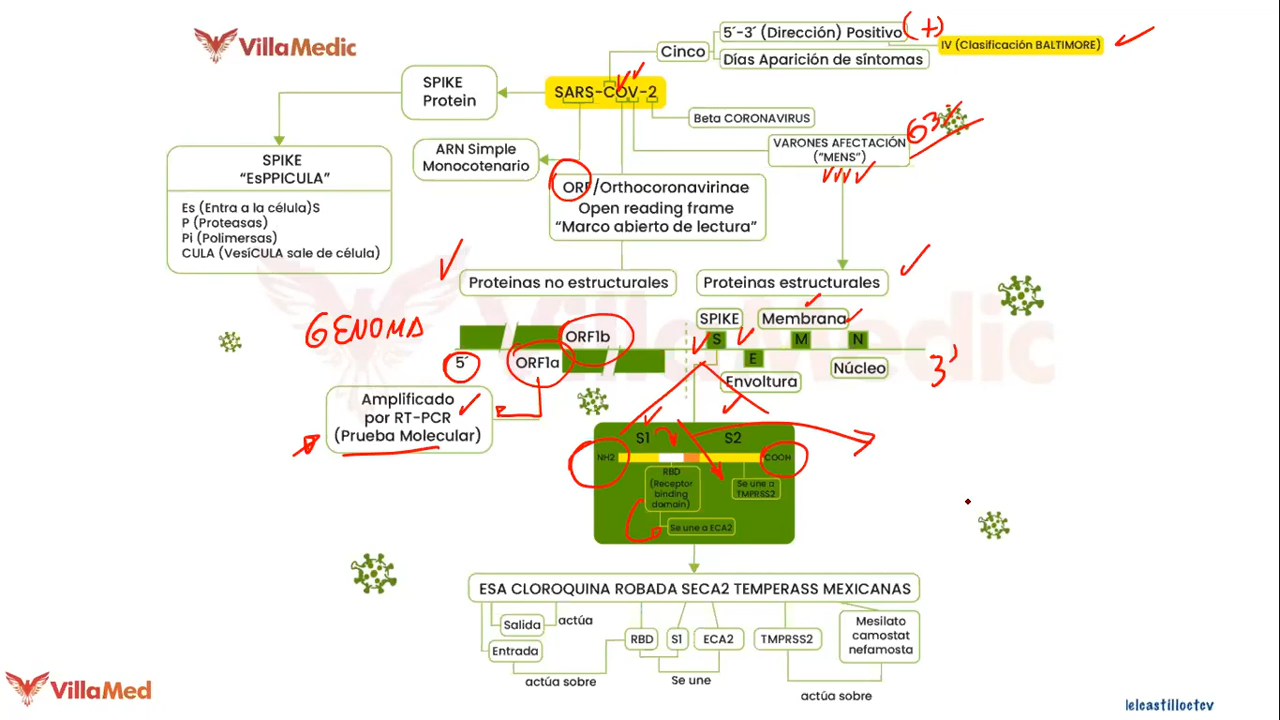 VillaMedic
5´-3´ (Dirección) Positivo
(+)
IV (Clasificación BALTIMORE)
Cinco
Días Aparición de síntomas
SPIKE
Protein
SARS-COV-2
Beta CORONAVIRUS
VARONES AFECTACIÓN
("MENS")
63%
ARN Simple
Monocotenario
SPIKE
"EsPPICULA"
Es (Entra a la célula)S
P (Proteasas)
Pi (Polimersas)
CULA (VesíCULA sale de célula)
ORF/Orthocoronavirinae
Open reading frame
"Marco abierto de lectura"
Proteinas no estructurales
Proteinas estructurales
GENOMA
ORF1b
5´
ORF1a
SPIKE
Membrana
S
M
N
E
Envoltura
Núcleo
3'
Amplificado
por RT-PCR
(Prueba Molecular)
S1
S2
NH2
COOH
RBD
(Receptor
binding
domain)
Se une a
TMPRSS2
Se une a ECA2
VillaMedic
ESA CLOROQUINA ROBADA SECA2 TEMPERASS MEXICANAS
Salida
actúa
Entrada
actúa sobre
RBD
S1
ECA2
Se une
TMPRSS2
Mesilato
camostat
nefamosta
actúa sobre
VillaMed
lelcastilloctev